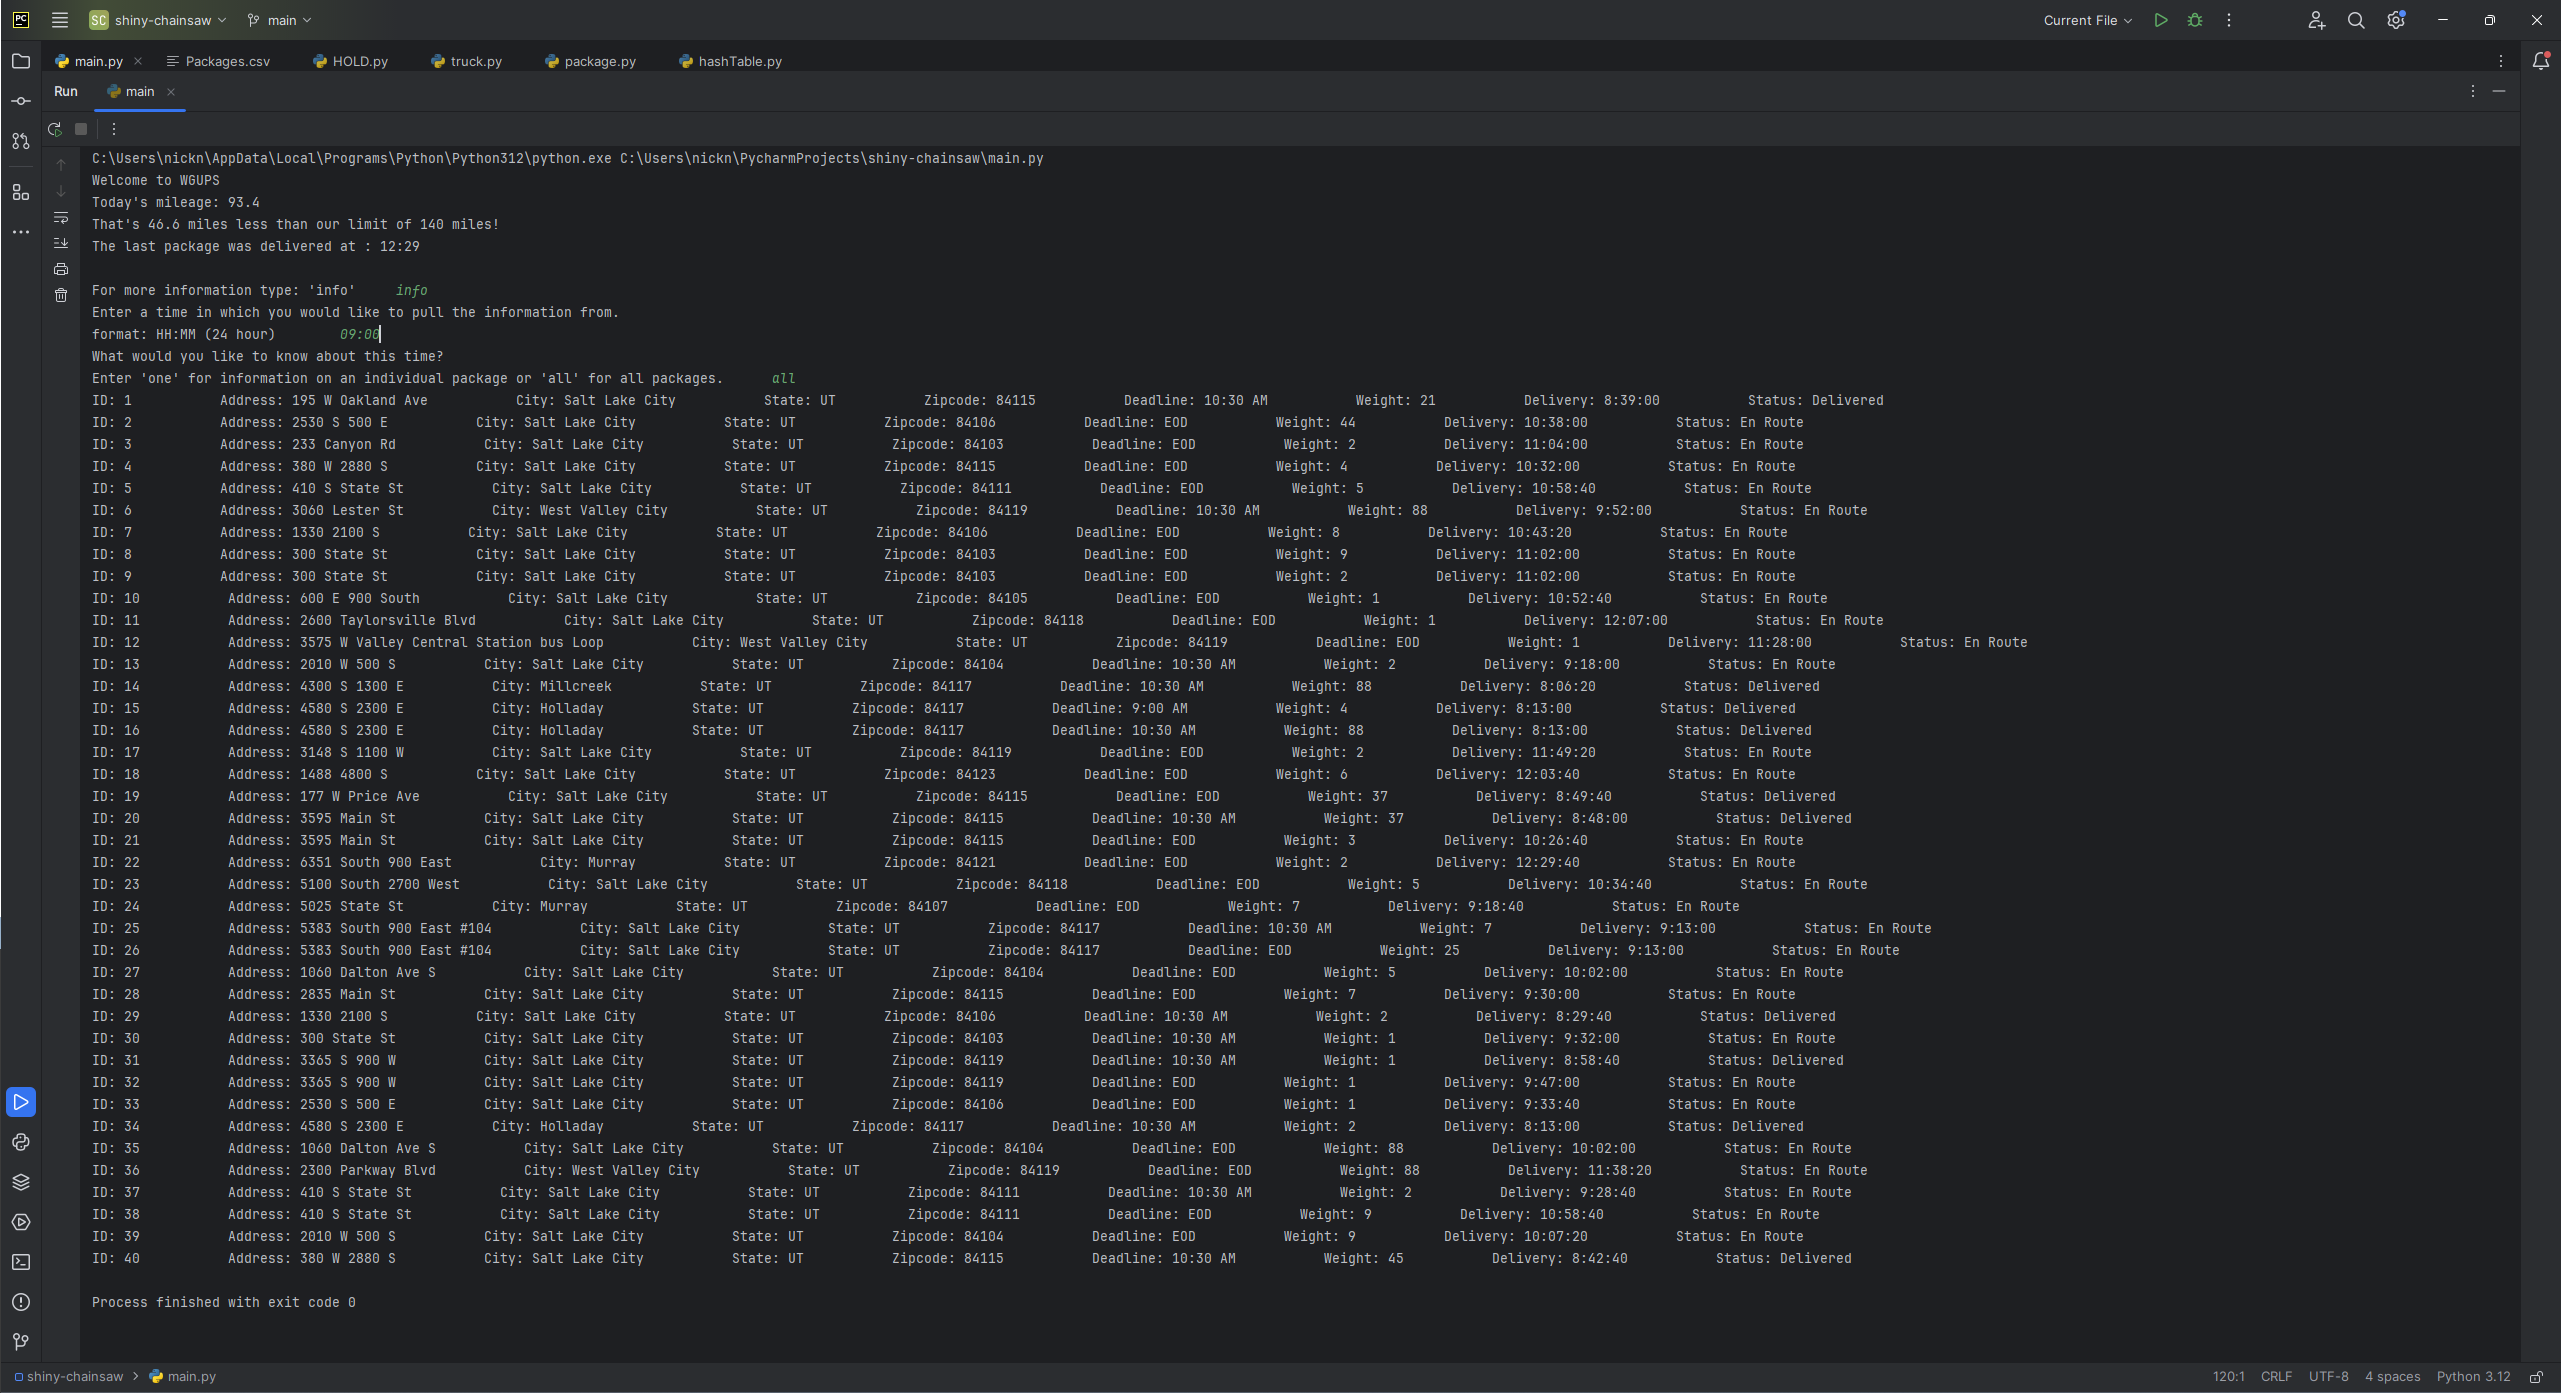 PC SC shiny-chainsaw main Current File
main.py Packages.csv HOLD.py truck.py package.py hashTable.py
Run main
C:\Users\nickn\AppData\Local\Programs\Python\Python312\python.exe C:\Users\nickn\PycharmProjects\shiny-chainsaw\main.py
Welcome to WGUPS
Today's mileage: 93.4
That's 46.6 miles less than our limit of 140 miles!
The last package was delivered at : 12:29
For more information type: 'info' info
Enter a time in which you would like to pull the information from.
format: HH:MM (24 hour) 09:00
What would you like to know about this time?
Enter 'one' for information on an individual package or 'all' for all packages. all
ID: 1 Address: 195 W Oakland Ave City: Salt Lake City State: UT Zipcode: 84115 Deadline: 10:30 AM Weight: 21 Delivery: 8:39:00 Status: Delivered
ID: 2 Address: 2530 S 500 E City: Salt Lake City State: UT Zipcode: 84106 Deadline: EOD Weight: 44 Delivery: 10:38:00 Status: En Route
ID: 3 Address: 233 Canyon Rd City: Salt Lake City State: UT Zipcode: 84103 Deadline: EOD Weight: 2 Delivery: 11:04:00 Status: En Route
ID: 4 Address: 380 W 2880 S City: Salt Lake City State: UT Zipcode: 84115 Deadline: EOD Weight: 4 Delivery: 10:32:00 Status: En Route
ID: 5 Address: 410 S State St City: Salt Lake City State: UT Zipcode: 84111 Deadline: EOD Weight: 5 Delivery: 10:58:40 Status: En Route
ID: 6 Address: 3060 Lester St City: West Valley City State: UT Zipcode: 84119 Deadline: 10:30 AM Weight: 88 Delivery: 9:52:00 Status: En Route
ID: 7 Address: 1330 2100 S City: Salt Lake City State: UT Zipcode: 84106 Deadline: EOD Weight: 8 Delivery: 10:43:20 Status: En Route
ID: 8 Address: 300 State St City: Salt Lake City State: UT Zipcode: 84103 Deadline: EOD Weight: 9 Delivery: 11:02:00 Status: En Route
ID: 9 Address: 300 State St City: Salt Lake City State: UT Zipcode: 84103 Deadline: EOD Weight: 2 Delivery: 11:02:00 Status: En Route
ID: 10 Address: 600 E 900 South City: Salt Lake City State: UT Zipcode: 84105 Deadline: EOD Weight: 1 Delivery: 10:52:40 Status: En Route
ID: 11 Address: 2600 Taylorsville Blvd City: Salt Lake City State: UT Zipcode: 84118 Deadline: EOD Weight: 1 Delivery: 12:07:00 Status: En Route
ID: 12 Address: 3575 W Valley Central Station bus Loop City: West Valley City State: UT Zipcode: 84119 Deadline: EOD Weight: 1 Delivery: 11:28:00 Status: En Route
ID: 13 Address: 2010 W 500 S City: Salt Lake City State: UT Zipcode: 84104 Deadline: 10:30 AM Weight: 2 Delivery: 9:18:00 Status: En Route
ID: 14 Address: 4300 S 1300 E City: Millcreek State: UT Zipcode: 84117 Deadline: 10:30 AM Weight: 88 Delivery: 8:06:20 Status: Delivered
ID: 15 Address: 4580 S 2300 E City: Holladay State: UT Zipcode: 84117 Deadline: 9:00 AM Weight: 4 Delivery: 8:13:00 Status: Delivered
ID: 16 Address: 4580 S 2300 E City: Holladay State: UT Zipcode: 84117 Deadline: 10:30 AM Weight: 88 Delivery: 8:13:00 Status: Delivered
ID: 17 Address: 3148 S 1100 W City: Salt Lake City State: UT Zipcode: 84119 Deadline: EOD Weight: 2 Delivery: 11:49:20 Status: En Route
ID: 18 Address: 1488 4800 S City: Salt Lake City State: UT Zipcode: 84123 Deadline: EOD Weight: 6 Delivery: 12:03:40 Status: En Route
ID: 19 Address: 177 W Price Ave City: Salt Lake City State: UT Zipcode: 84115 Deadline: EOD Weight: 37 Delivery: 8:49:40 Status: Delivered
ID: 20 Address: 3595 Main St City: Salt Lake City State: UT Zipcode: 84115 Deadline: 10:30 AM Weight: 37 Delivery: 8:48:00 Status: Delivered
ID: 21 Address: 3595 Main St City: Salt Lake City State: UT Zipcode: 84115 Deadline: EOD Weight: 3 Delivery: 10:26:40 Status: En Route
ID: 22 Address: 6351 South 900 East City: Murray State: UT Zipcode: 84121 Deadline: EOD Weight: 2 Delivery: 12:29:40 Status: En Route
ID: 23 Address: 5100 South 2700 West City: Salt Lake City State: UT Zipcode: 84118 Deadline: EOD Weight: 5 Delivery: 10:34:40 Status: En Route
ID: 24 Address: 5025 State St City: Murray State: UT Zipcode: 84107 Deadline: EOD Weight: 7 Delivery: 9:18:40 Status: En Route
ID: 25 Address: 5383 South 900 East #104 City: Salt Lake City State: UT Zipcode: 84117 Deadline: 10:30 AM Weight: 7 Delivery: 9:13:00 Status: En Route
ID: 26 Address: 5383 South 900 East #104 City: Salt Lake City State: UT Zipcode: 84117 Deadline: EOD Weight: 25 Delivery: 9:13:00 Status: En Route
ID: 27 Address: 1060 Dalton Ave S City: Salt Lake City State: UT Zipcode: 84104 Deadline: EOD Weight: 5 Delivery: 10:02:00 Status: En Route
ID: 28 Address: 2835 Main St City: Salt Lake City State: UT Zipcode: 84115 Deadline: EOD Weight: 7 Delivery: 9:30:00 Status: En Route
ID: 29 Address: 1330 2100 S City: Salt Lake City State: UT Zipcode: 84106 Deadline: 10:30 AM Weight: 2 Delivery: 8:29:40 Status: Delivered
ID: 30 Address: 300 State St City: Salt Lake City State: UT Zipcode: 84103 Deadline: 10:30 AM Weight: 1 Delivery: 9:32:00 Status: En Route
ID: 31 Address: 3365 S 900 W City: Salt Lake City State: UT Zipcode: 84119 Deadline: 10:30 AM Weight: 1 Delivery: 8:58:40 Status: Delivered
ID: 32 Address: 3365 S 900 W City: Salt Lake City State: UT Zipcode: 84119 Deadline: EOD Weight: 1 Delivery: 9:47:00 Status: En Route
ID: 33 Address: 2530 S 500 E City: Salt Lake City State: UT Zipcode: 84106 Deadline: EOD Weight: 1 Delivery: 9:33:40 Status: En Route
ID: 34 Address: 4580 S 2300 E City: Holladay State: UT Zipcode: 84117 Deadline: 10:30 AM Weight: 2 Delivery: 8:13:00 Status: Delivered
ID: 35 Address: 1060 Dalton Ave S City: Salt Lake City State: UT Zipcode: 84104 Deadline: EOD Weight: 88 Delivery: 10:02:00 Status: En Route
ID: 36 Address: 2300 Parkway Blvd City: West Valley City State: UT Zipcode: 84119 Deadline: EOD Weight: 88 Delivery: 11:38:20 Status: En Route
ID: 37 Address: 410 S State St City: Salt Lake City State: UT Zipcode: 84111 Deadline: 10:30 AM Weight: 2 Delivery: 9:28:40 Status: En Route
ID: 38 Address: 410 S State St City: Salt Lake City State: UT Zipcode: 84111 Deadline: EOD Weight: 9 Delivery: 10:58:40 Status: En Route
ID: 39 Address: 2010 W 500 S City: Salt Lake City State: UT Zipcode: 84104 Deadline: EOD Weight: 9 Delivery: 10:07:20 Status: En Route
ID: 40 Address: 380 W 2880 S City: Salt Lake City State: UT Zipcode: 84115 Deadline: 10:30 AM Weight: 45 Delivery: 8:42:40 Status: Delivered
Process finished with exit code 0
shiny-chainsaw > main.py 120:1 CRLF UTF-8 4 spaces Python 3.12